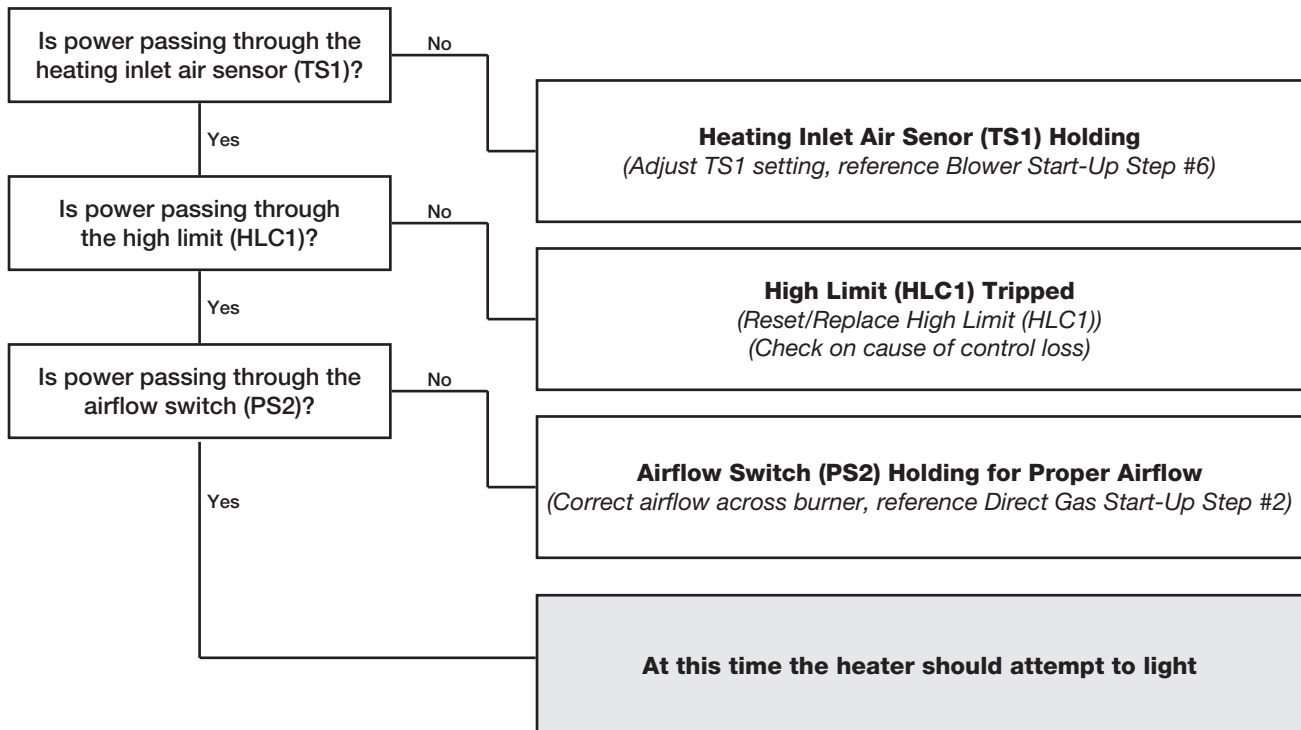 Is power passing through the
heating inlet air sensor (TS1)?
No
Heating Inlet Air Senor (TS1) Holding
(Adjust TS1 setting, reference Blower Start-Up Step #6)
Yes
Is power passing through
the high limit (HLC1)?
No
High Limit (HLC1) Tripped
(Reset/Replace High Limit (HLC1))
(Check on cause of control loss)
Yes
Is power passing through the
airflow switch (PS2)?
No
Airflow Switch (PS2) Holding for Proper Airflow
(Correct airflow across burner, reference Direct Gas Start-Up Step #2)
Yes
At this time the heater should attempt to light